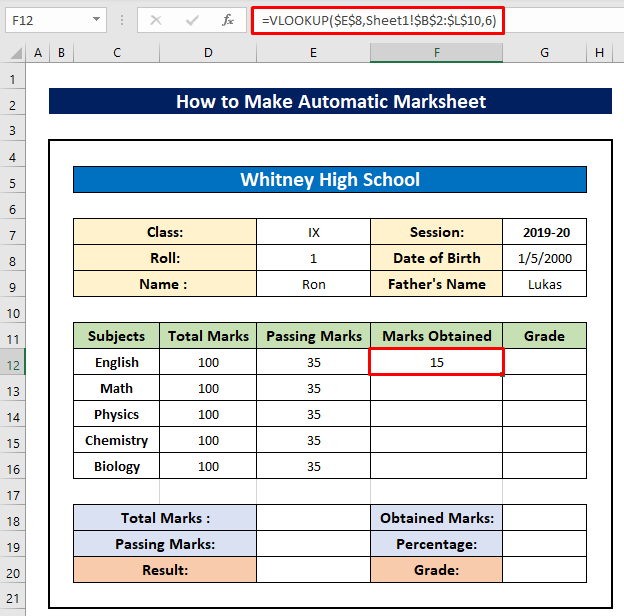 F12 fx =VLOOKUP($E$8,Sheet1!$B$2:$L$10,6)
A B C D E F G H
1
2 How to Make Automatic Marksheet
3
4
5 Whitney High School
6
7 Class: IX Session: 2019-20
8 Roll: 1 Date of Birth 1/5/2000
9 Name : Ron Father's Name Lukas
10
11 Subjects Total Marks Passing Marks Marks Obtained Grade
12 English 100 35 15
13 Math 100 35
14 Physics 100 35
15 Chemistry 100 35
16 Biology 100 35
17
18 Total Marks : Obtained Marks:
19 Passing Marks: Percentage:
20 Result: Grade:
21